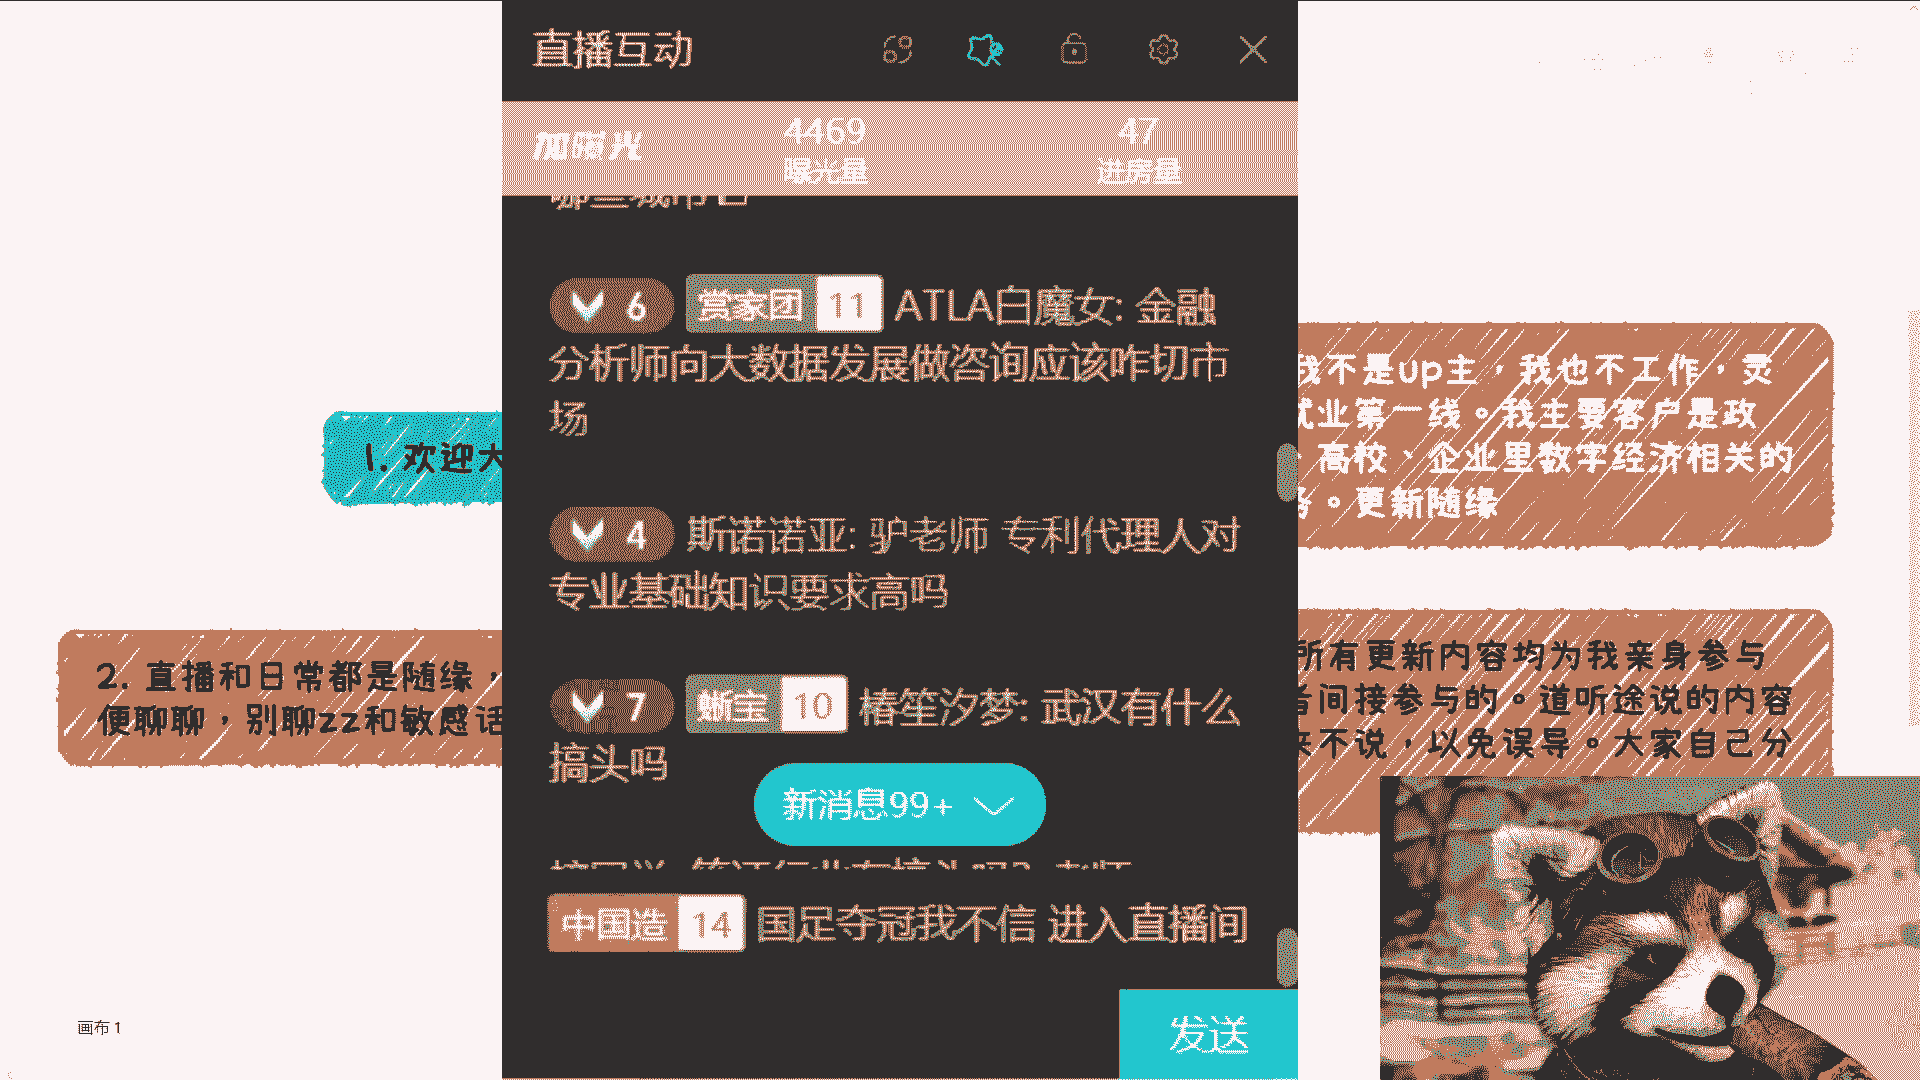 直播互动
加曝光
4469
曝光量
47
进房量
6 赏家团 11 ATLA白魔女: 金融
分析师向大数据发展做咨询应该咋切市
场
4 斯诺诺亚: 驴老师 专利代理人对
专业基础知识要求高吗
7 蜥宝 10 椿笙汐梦: 武汉有什么
搞头吗
新消息99+
中国造 14 国足夺冠我不信 进入直播间
发送
1. 欢迎大
2. 直播和日常都是随缘，
便聊聊，别聊zz和敏感话
我不是up主，我也不工作，灵
就业第一线。我主要客户是政
、高校、企业里数字经济相关的
。更新随缘
所有更新内容均为我亲身参与
者间接参与的。道听途说的内容
来不说，以免误导。大家自己分
画布 1